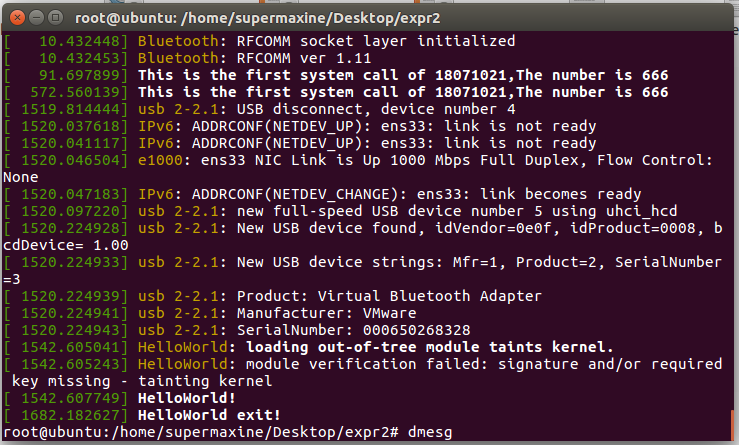 root@ubuntu: /home/supermaxine/Desktop/expr2
[   10.432448] Bluetooth: RFCOMM socket layer initialized
[   10.432453] Bluetooth: RFCOMM ver 1.11
[   91.697899] This is the first system call of 18071021,The number is 666
[  572.560139] This is the first system call of 18071021,The number is 666
[ 1519.814444] usb 2-2.1: USB disconnect, device number 4
[ 1520.037618] IPv6: ADDRCONF(NETDEV_UP): ens33: link is not ready
[ 1520.041117] IPv6: ADDRCONF(NETDEV_UP): ens33: link is not ready
[ 1520.046504] e1000: ens33 NIC Link is Up 1000 Mbps Full Duplex, Flow Control:
None
[ 1520.047183] IPv6: ADDRCONF(NETDEV_CHANGE): ens33: link becomes ready
[ 1520.097220] usb 2-2.1: new full-speed USB device number 5 using uhci_hcd
[ 1520.224928] usb 2-2.1: New USB device found, idVendor=0e0f, idProduct=0008, b
cdDevice= 1.00
[ 1520.224933] usb 2-2.1: New USB device strings: Mfr=1, Product=2, SerialNumber
=3
[ 1520.224939] usb 2-2.1: Product: Virtual Bluetooth Adapter
[ 1520.224941] usb 2-2.1: Manufacturer: VMware
[ 1520.224943] usb 2-2.1: SerialNumber: 000650268328
[ 1542.605041] HelloWorld: loading out-of-tree module taints kernel.
[ 1542.605243] HelloWorld: module verification failed: signature and/or required
 key missing - tainting kernel
[ 1542.607749] HelloWorld!
[ 1682.182627] HelloWorld exit!
root@ubuntu:/home/supermaxine/Desktop/expr2# dmesg